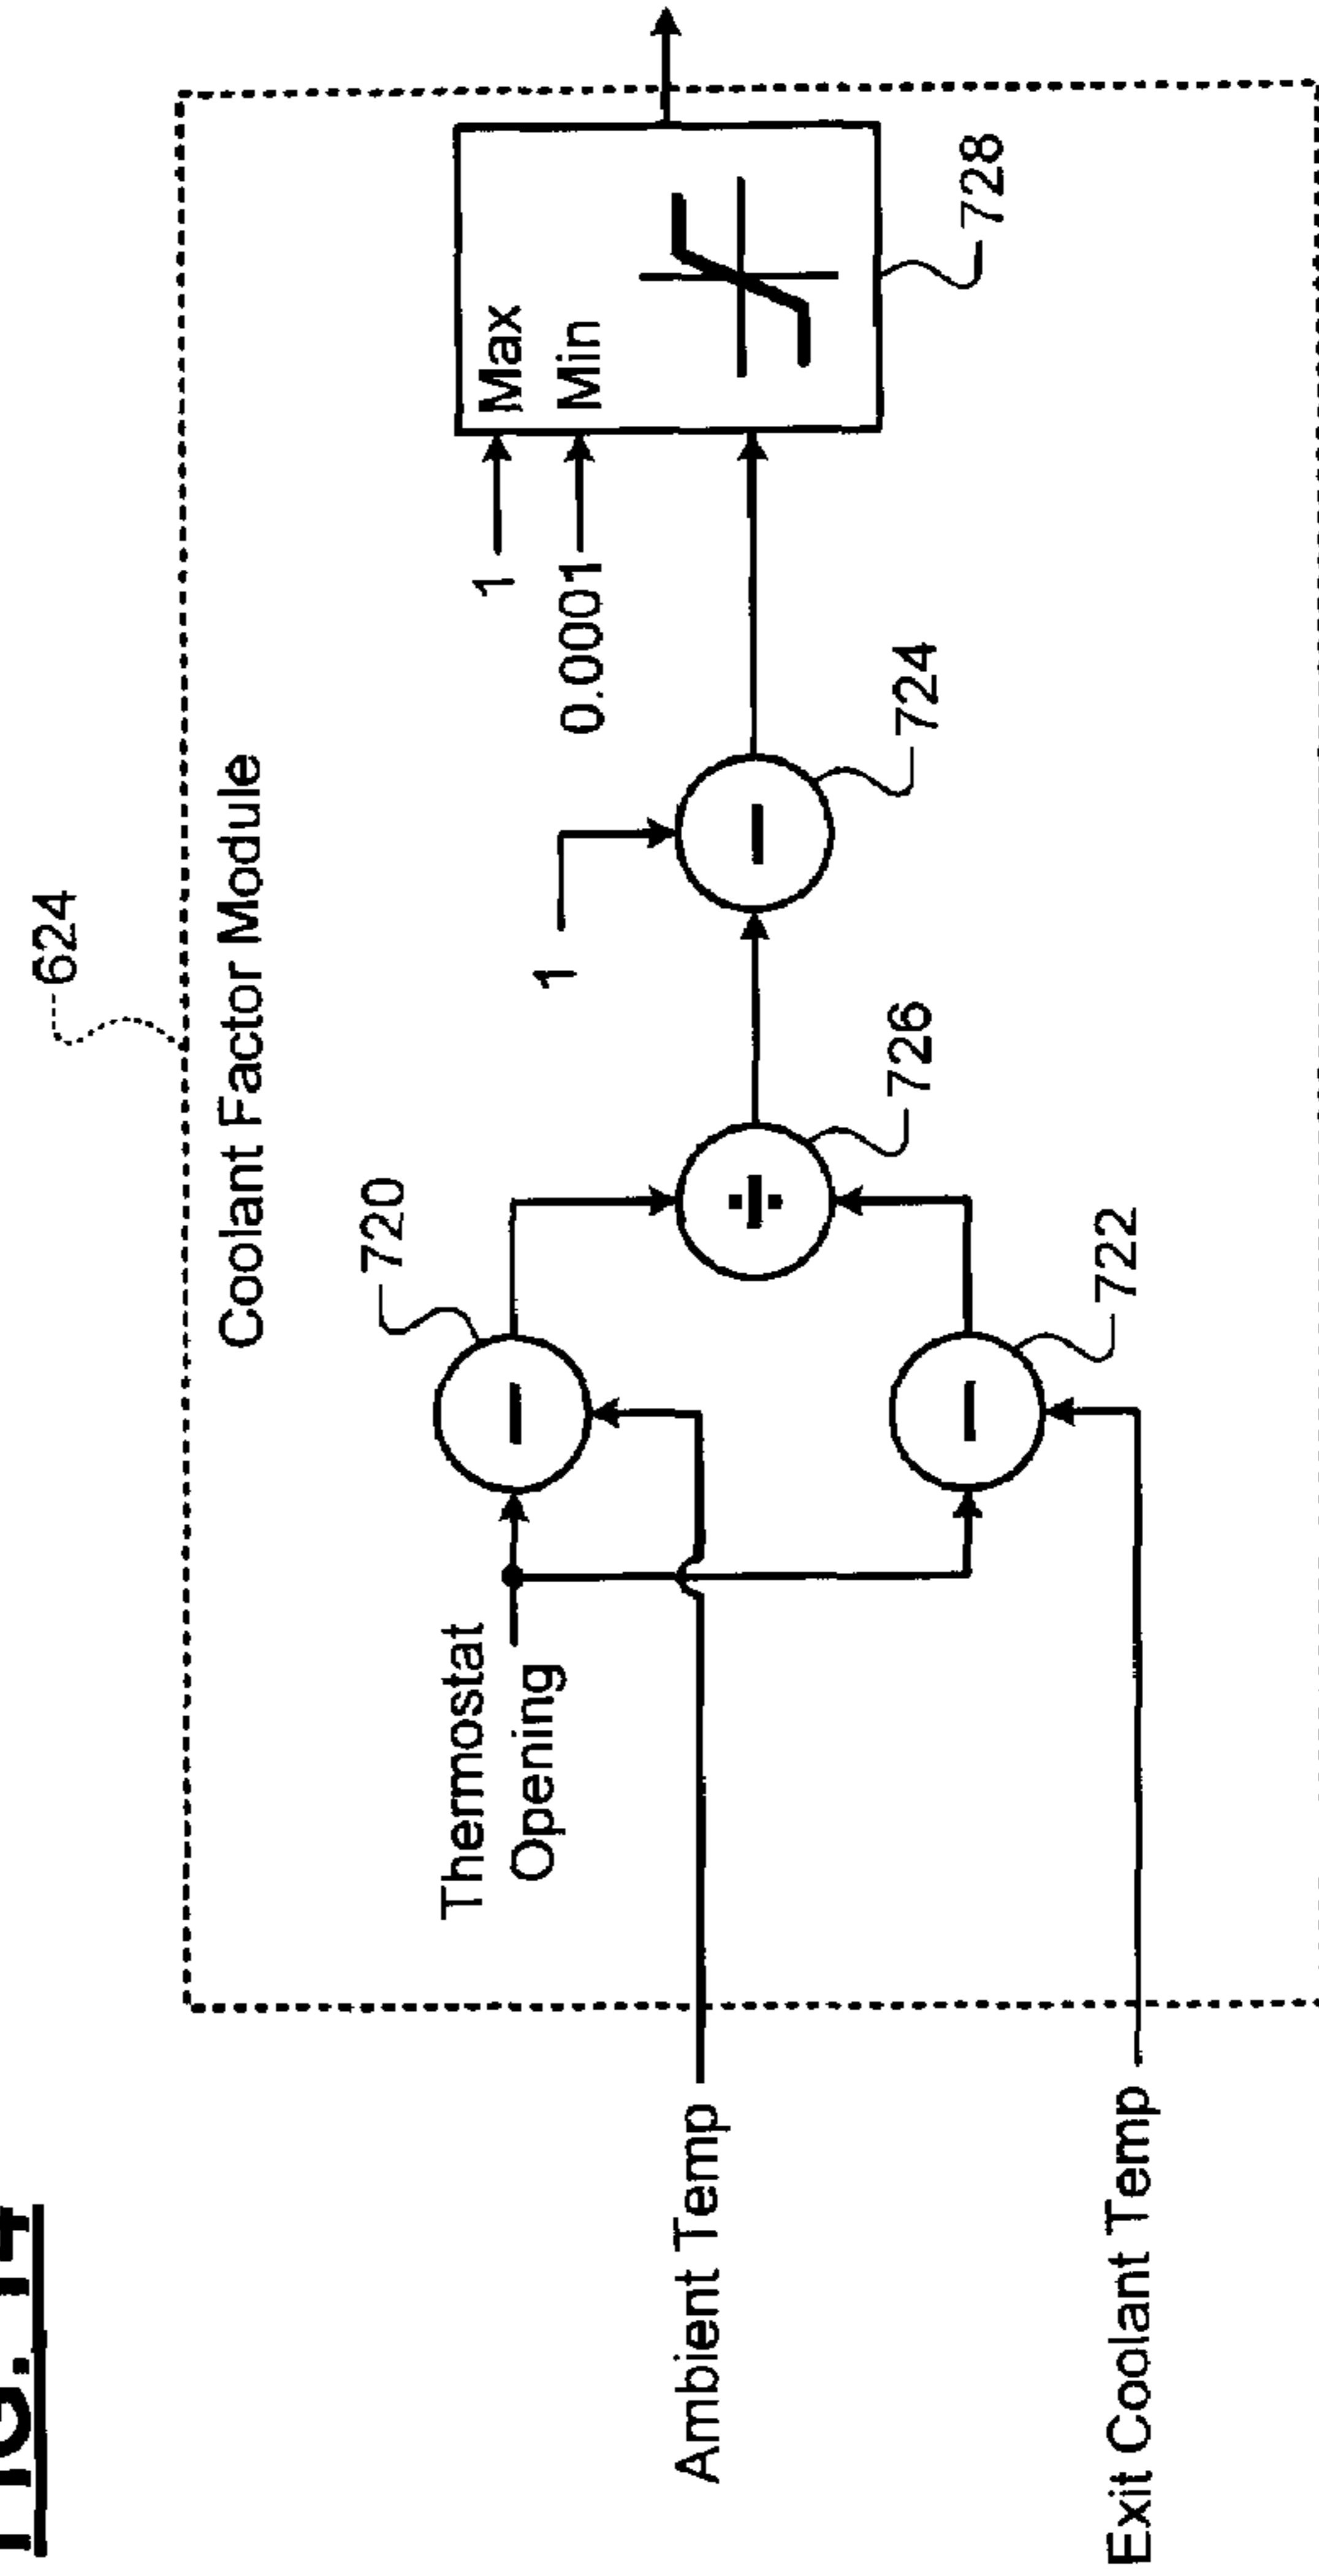 FIG. 14
624
Coolant Factor Module
Thermostat
Opening
720
722
726
1
724
1
0.0001
Max
Min
728
Ambient Temp
Exit Coolant Temp